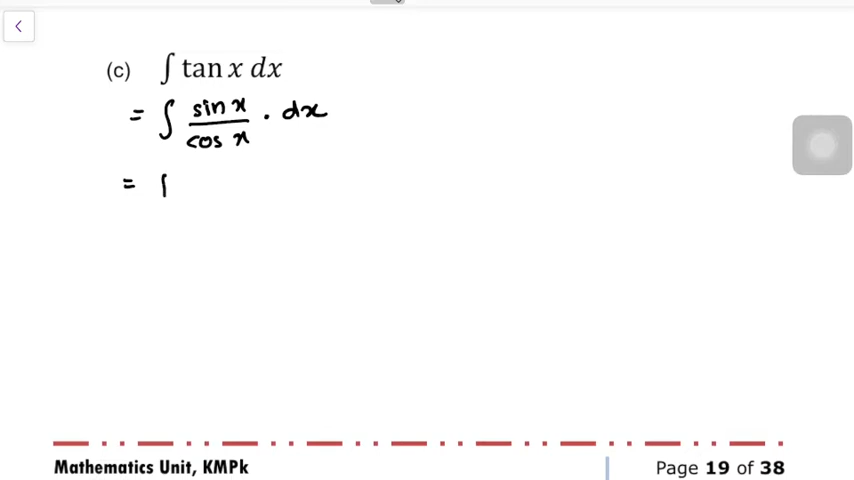 (c) ∫ tan x dx
= ∫ sin x / cos x · dx
= ∫
Mathematics Unit, KMPk
Page 19 of 38